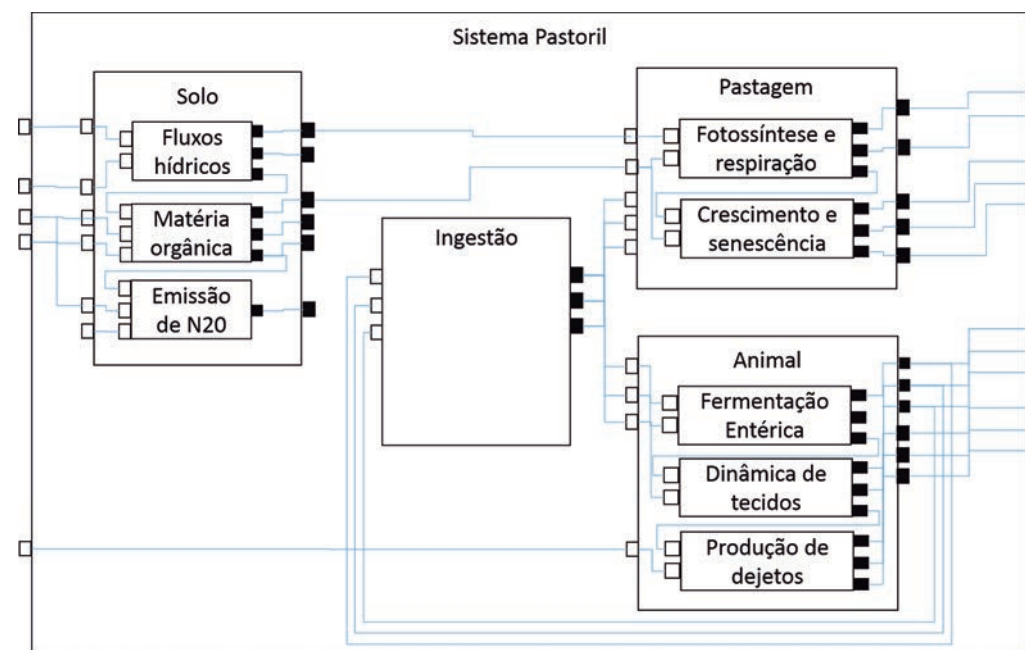 Sistema Pastoril
Solo
Fluxos
hídricos
Matéria
orgânica
Emissão
de N20
Ingestão
Pastagem
Fotossíntese e
respiração
Crescimento e
senescência
Animal
Fermentação
Entérica
Dinâmica de
tecidos
Produção de
dejetos